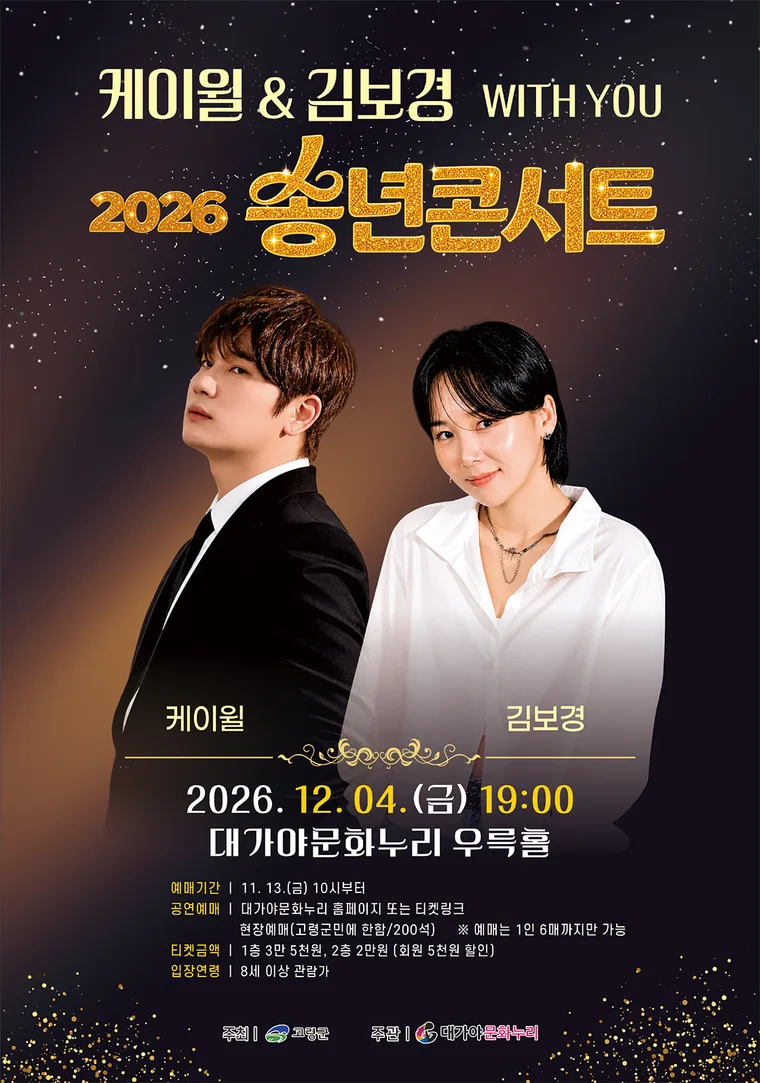 케이윌 & 김보경 WITH YOU
2026 송년콘서트
케이윌 김보경
2026. 12. 04.(금) 19:00
대가야문화누리 우륵홀
예매기간 | 11. 13.(금) 10시부터
공연예매 | 대가야문화누리 홈페이지 또는 티켓링크
현장예매(고령군민에 한함/200석) ※ 예매는 1인 6매까지만 가능
티켓금액 | 1층 3만 5천원, 2층 2만원 (회원 5천원 할인)
입장연령 | 8세 이상 관람가
주최 | 고령군 주관 | 대가야문화누리